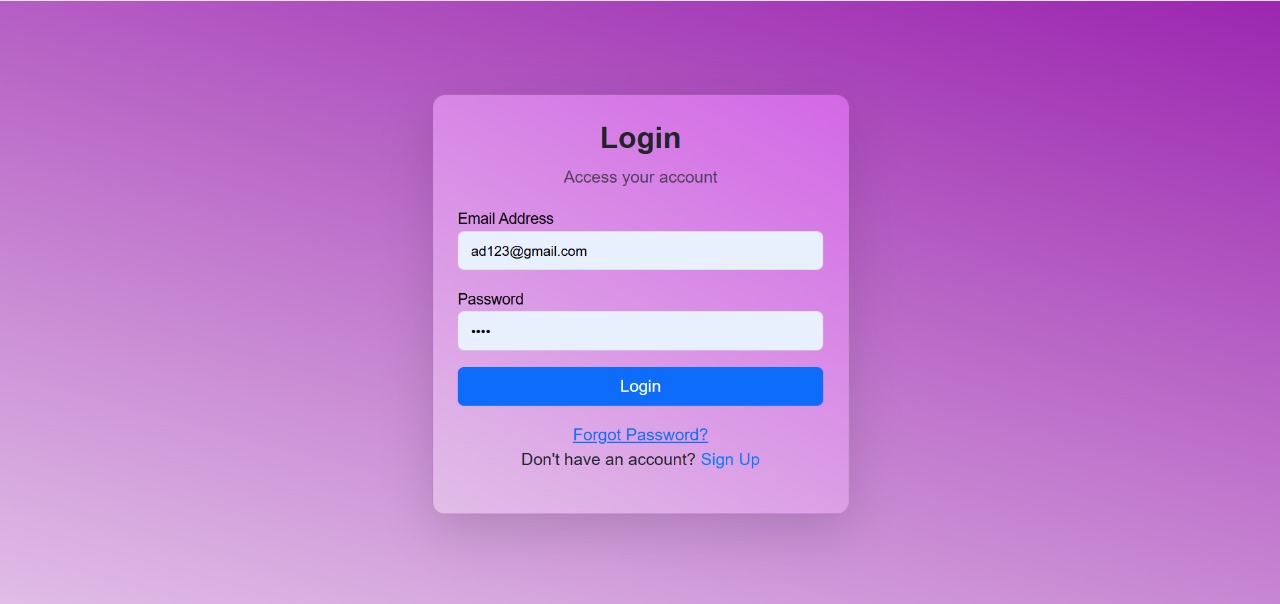 Login
Access your account
Email Address
ad123@gmail.com
Password
••••
Login
Forgot Password?
Don't have an account? Sign Up